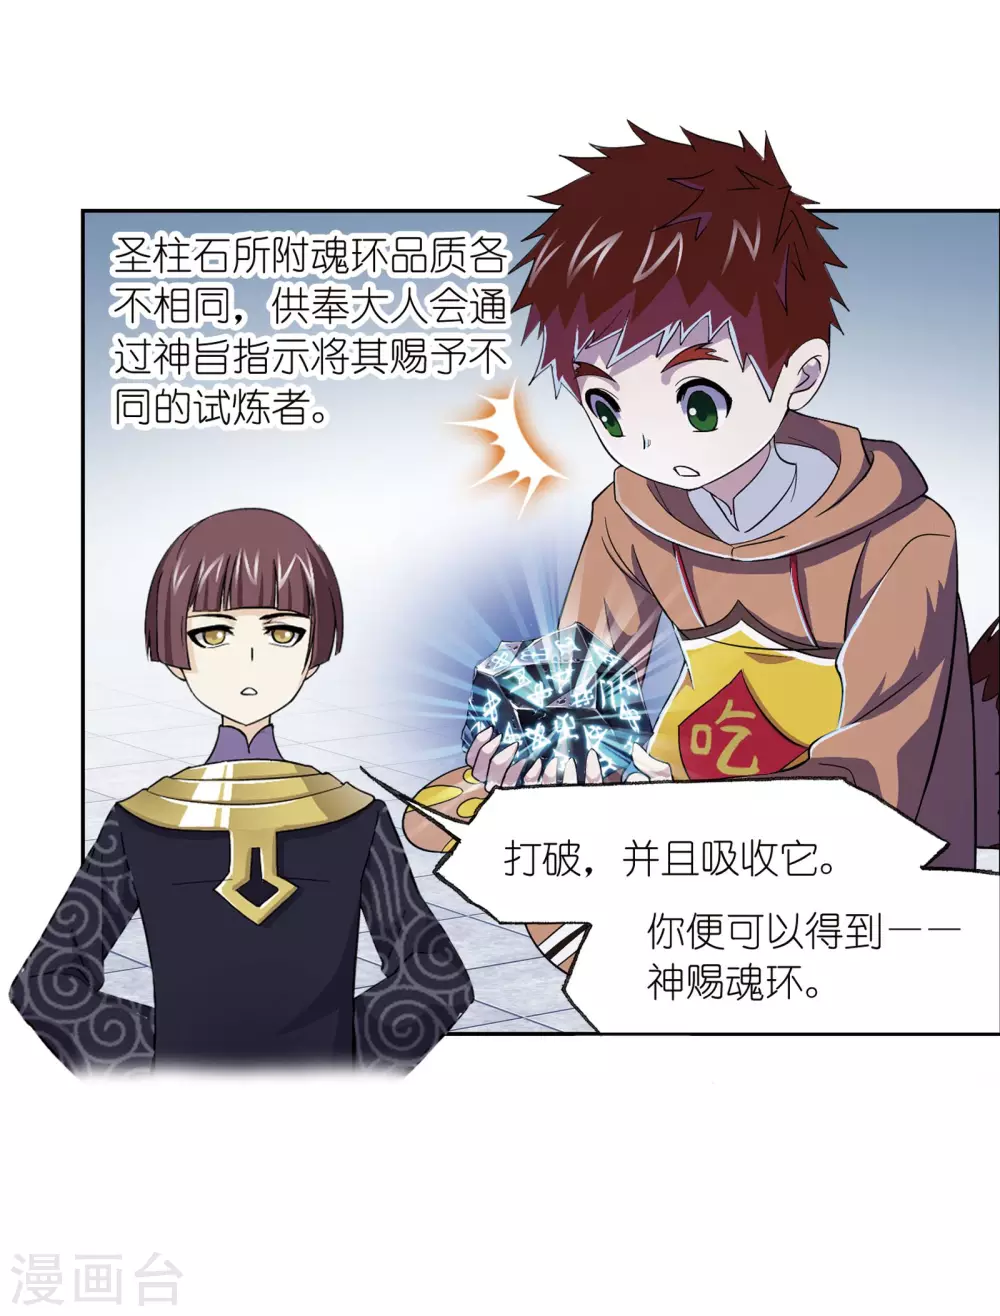 圣柱石所附魂环品质各
不相同，供奉大人会通
过神旨指示将其赐予不
同的试炼者。
吃
打破，并且吸收它。
你便可以得到——
神赐魂环。
漫画台